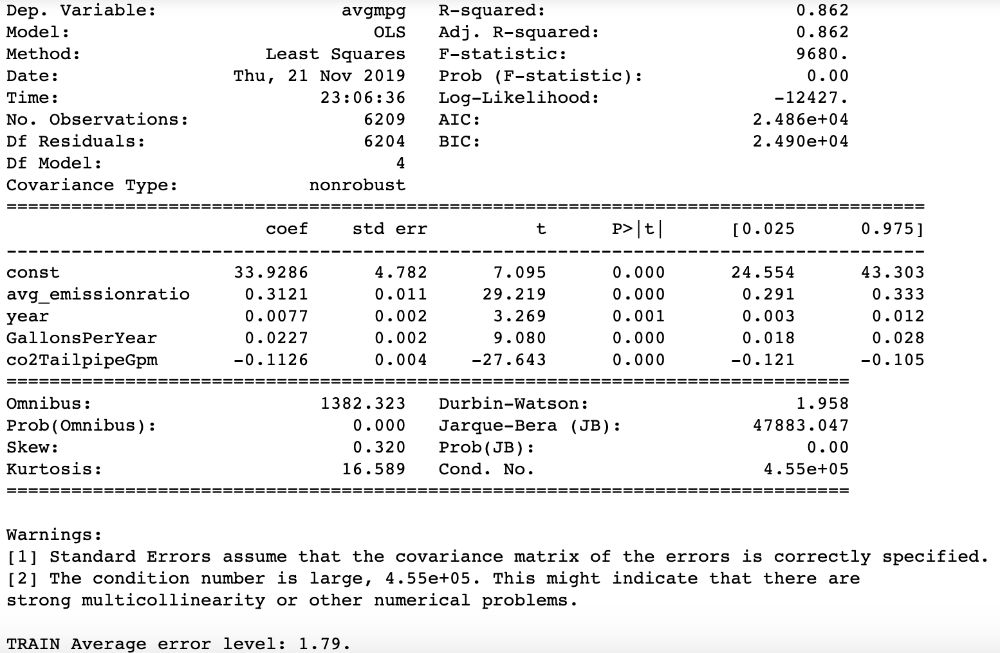 Dep. Variable: avgmpg R-squared: 0.862
Model: OLS Adj. R-squared: 0.862
Method: Least Squares F-statistic: 9680.
Date: Thu, 21 Nov 2019 Prob (F-statistic): 0.00
Time: 23:06:36 Log-Likelihood: -12427.
No. Observations: 6209 AIC: 2.486e+04
Df Residuals: 6204 BIC: 2.490e+04
Df Model: 4
Covariance Type: nonrobust
=====================================================================================
coef std err t P>|t| [0.025 0.975]
-------------------------------------------------------------------------------------
const 33.9286 4.782 7.095 0.000 24.554 43.303
avg_emissionratio 0.3121 0.011 29.219 0.000 0.291 0.333
year 0.0077 0.002 3.269 0.001 0.003 0.012
GallonsPerYear 0.0227 0.002 9.080 0.000 0.018 0.028
co2TailpipeGpm -0.1126 0.004 -27.643 0.000 -0.121 -0.105
==============================================================================
Omnibus: 1382.323 Durbin-Watson: 1.958
Prob(Omnibus): 0.000 Jarque-Bera (JB): 47883.047
Skew: 0.320 Prob(JB): 0.00
Kurtosis: 16.589 Cond. No. 4.55e+05
==============================================================================
Warnings:
[1] Standard Errors assume that the covariance matrix of the errors is correctly specified.
[2] The condition number is large, 4.55e+05. This might indicate that there are
strong multicollinearity or other numerical problems.
TRAIN Average error level: 1.79.